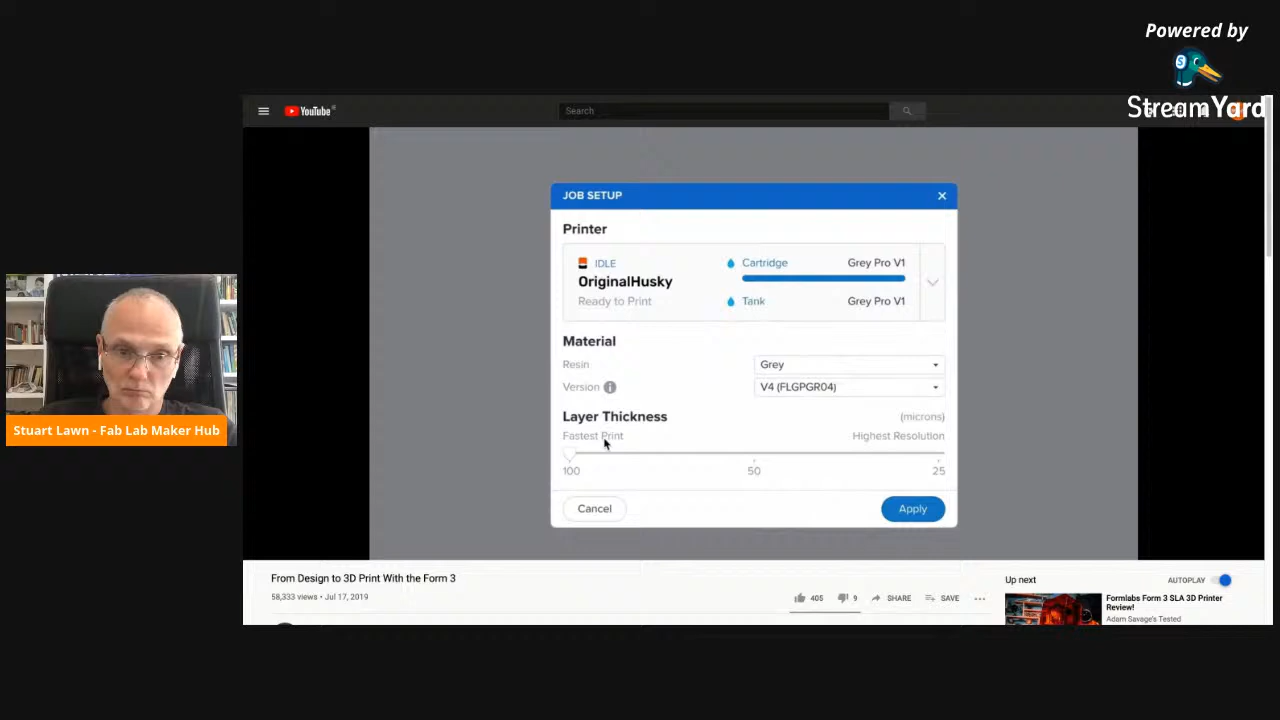 Powered by
StreamYard
YouTube
Search
JOB SETUP
Printer
IDLE
OriginalHusky
Ready to Print
Cartridge
Grey Pro V1
Tank
Grey Pro V1
Material
Resin
Grey
Version
V4 (FLGPGR04)
Layer Thickness
(microns)
Fastest Print
Highest Resolution
100
50
25
Cancel
Apply
Stuart Lawn - Fab Lab Maker Hub
From Design to 3D Print With the Form 3
58,333 views • Jul 17, 2019
405
9
SHARE
SAVE
Up next
AUTOPLAY
Formlabs Form 3 SLA 3D Printer
Review!
Adam Savage's Tested